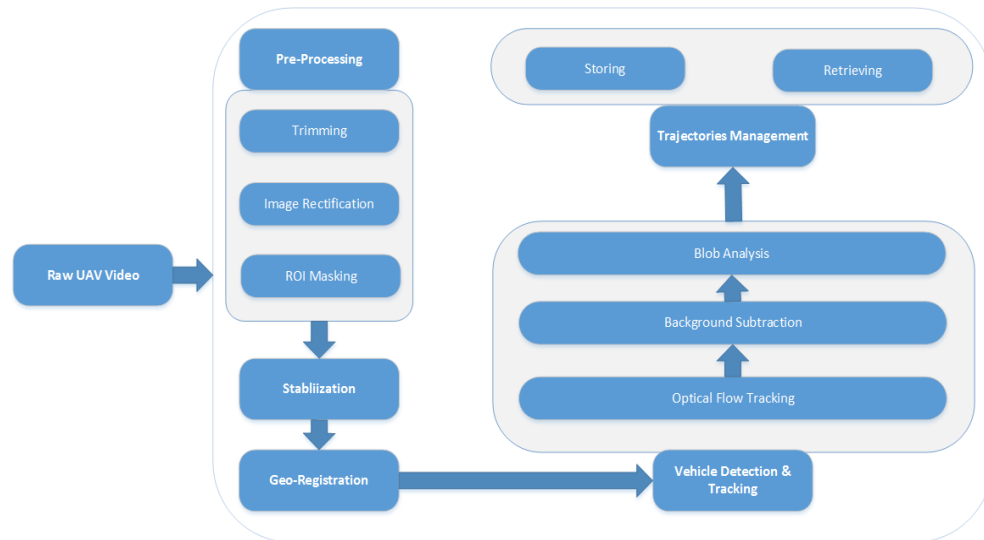 Raw UAV Video
Pre-Processing
Trimming
Image Rectification
ROI Masking
Stabliization
Geo-Registration
Vehicle Detection &
Tracking
Optical Flow Tracking
Background Subtraction
Blob Analysis
Trajectories Management
Storing
Retrieving